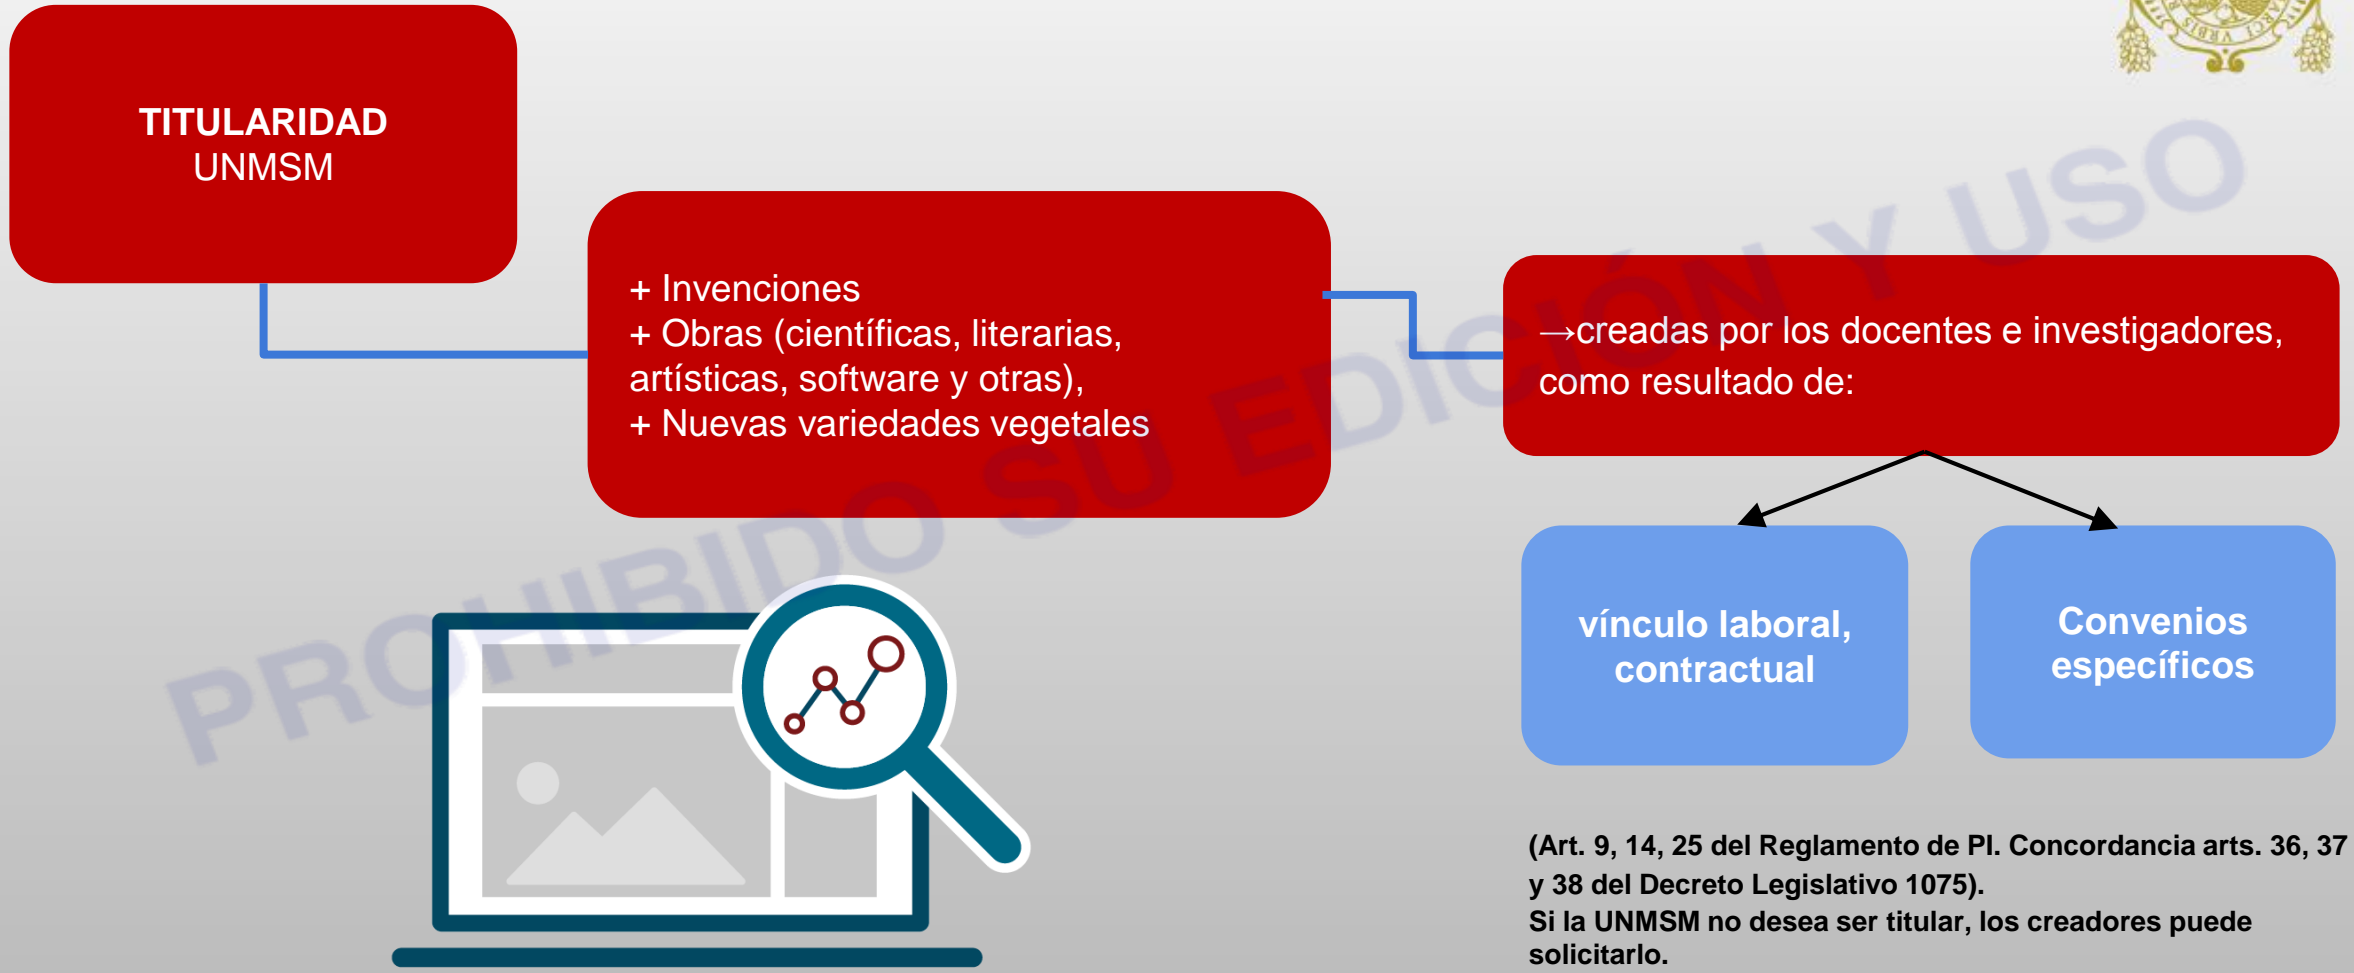 TITULARIDAD
UNMSM
+ Invenciones
+ Obras (científicas, literarias,
artísticas, software y otras),
+ Nuevas variedades vegetales
→creadas por los docentes e investigadores,
como resultado de:
vínculo laboral,
contractual
Convenios
específicos
(Art. 9, 14, 25 del Reglamento de PI. Concordancia arts. 36, 37
y 38 del Decreto Legislativo 1075).
Si la UNMSM no desea ser titular, los creadores puede
solicitarlo.
PROHIBIDO SU EDICIÓN Y USO